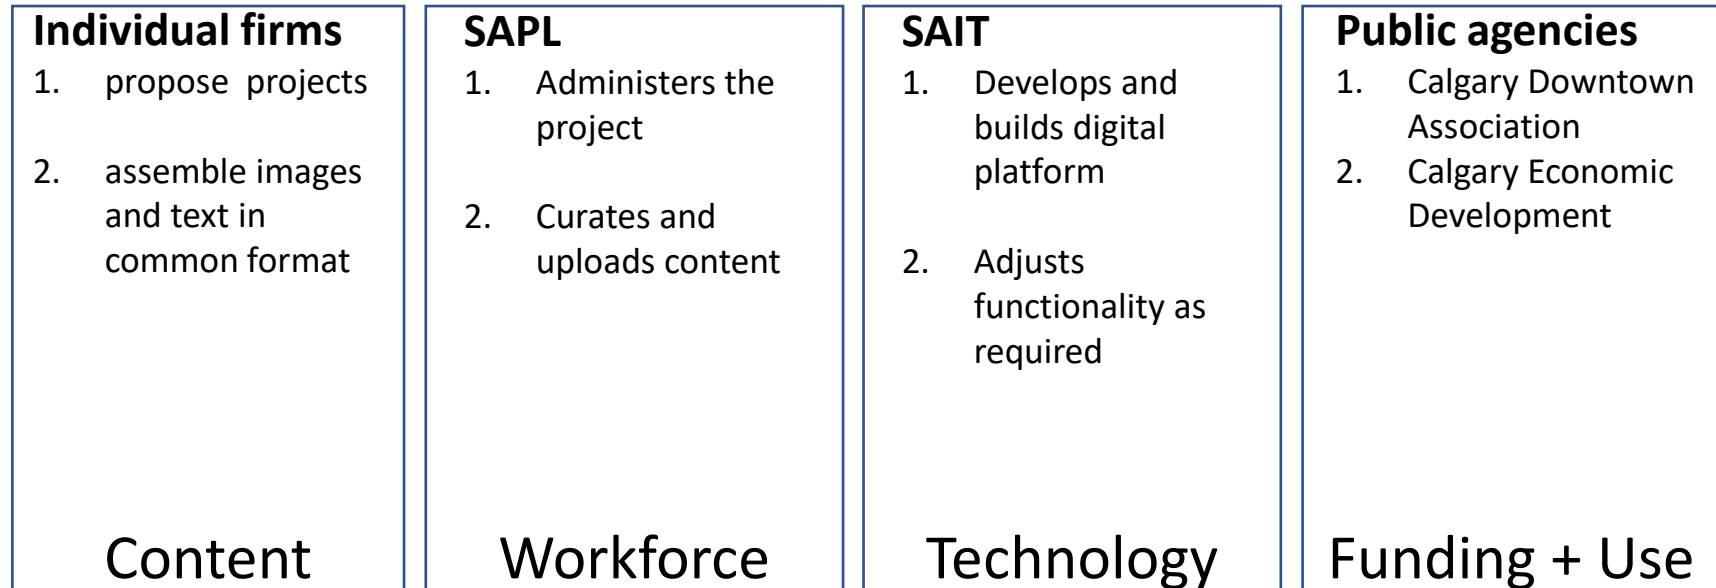 Individual firms
1. propose projects
2. assemble images
and text in
common format
Content
SAPL
1. Administers the
project
2. Curates and
uploads content
Workforce
SAIT
1. Develops and
builds digital
platform
2. Adjusts
functionality as
required
Technology
Public agencies
1. Calgary Downtown
Association
2. Calgary Economic
Development
Funding + Use